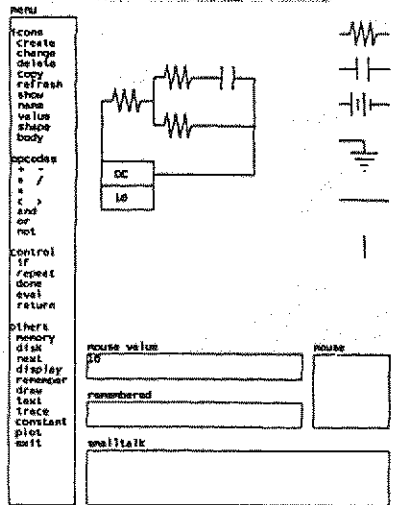 menu
icons
create
change
delete
copy
refresh
show
name
value
shape
body
opcodes
+ -
* /
=
< >
and
or
not
control
if
repeat
done
eval
return
others
memory
disk
next
display
remember
draw
text
trace
constant
plot
exit
DC
10
mouse value
10
mouse
remembered
smalltalk